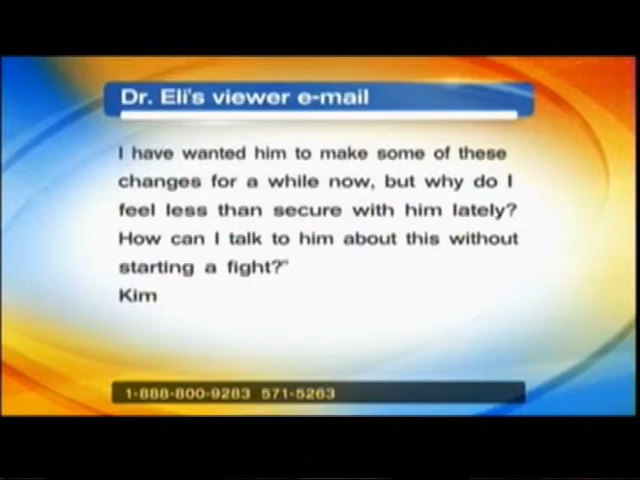 Dr. Eli's viewer e-mail
I have wanted him to make some of these
changes for a while now, but why do I
feel less than secure with him lately?
How can I talk to him about this without
starting a fight?"
Kim
1-888-800-9283 571-5263